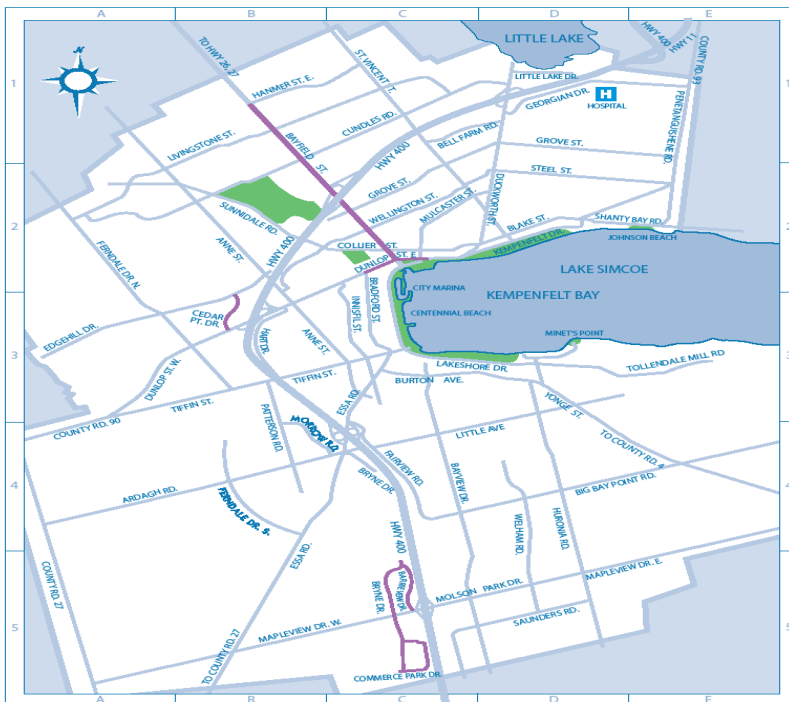 A B C D E
LITTLE LAKE
HWY 400
HWY 11
COUNTY RD. 93
TO HWY 26, 27
ST. VINCENT T.
N
1
1
HANMER ST. E.
LITTLE LAKE DR.
GEORGIAN DR.
H
HOSPITAL
PENETANGUISHENE RD.
CUNDLES RD.
HWY 400
BELL FARM RD.
LIVINGSTONE ST.
BAYFIELD ST.
GROVE ST.
STEEL ST.
DUCKWORTH ST.
GROVE ST.
WELLINGTON ST.
MULCASTER ST.
SUNNIDALE RD.
2
2
BLAKE ST.
SHANTY BAY RD.
KEMPENFELT DR.
JOHNSON BEACH
COLLIER ST.
DUNLOP ST. E
ANNE ST.
HWY 400
FERNDALE DR. N.
LAKE SIMCOE
KEMPENFELT BAY
CITY MARINA
CENTENNIAL BEACH
MINET'S POINT
BRADFORD ST.
INNISFIL ST.
CEDAR
PT. DR.
EDGEHILL DR.
HART DR.
ANNE ST.
3
3
DUNLOP ST. W.
LAKESHORE DR.
TOLLENDALE MILL RD
BURTON AVE.
TIFFIN ST.
TIFFIN ST.
ESSA RD.
YONGE ST.
TO COUNTY RD. 4
COUNTY RD. 90
PATTERSON RD.
MORROW RD.
LITTLE AVE
FAIRVIEW RD.
BRYNE DR.
BAYVIEW DR.
BIG BAY POINT RD.
4
4
ARDAGH RD.
FERNDALE DR. S.
WELHAM RD.
HURONIA RD.
HWY 400
ESSA RD.
COUNTY RD. 27
BRYNE DR.
MOLSON PARK DR.
MAPLEVIEW DR. E.
SAUNDERS RD.
5
5
MAPLEVIEW DR. W.
TO COUNTY RD. 27
COMMERCE PARK DR.
A B C D E